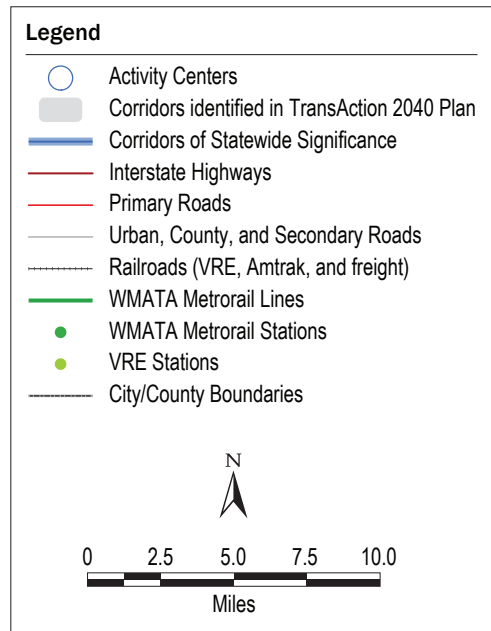 Legend
Activity Centers
Corridors identified in TransAction 2040 Plan
Corridors of Statewide Significance
Interstate Highways
Primary Roads
Urban, County, and Secondary Roads
Railroads (VRE, Amtrak, and freight)
WMATA Metrorail Lines
WMATA Metrorail Stations
VRE Stations
City/County Boundaries
N
0 2.5 5.0 7.5 10.0
Miles